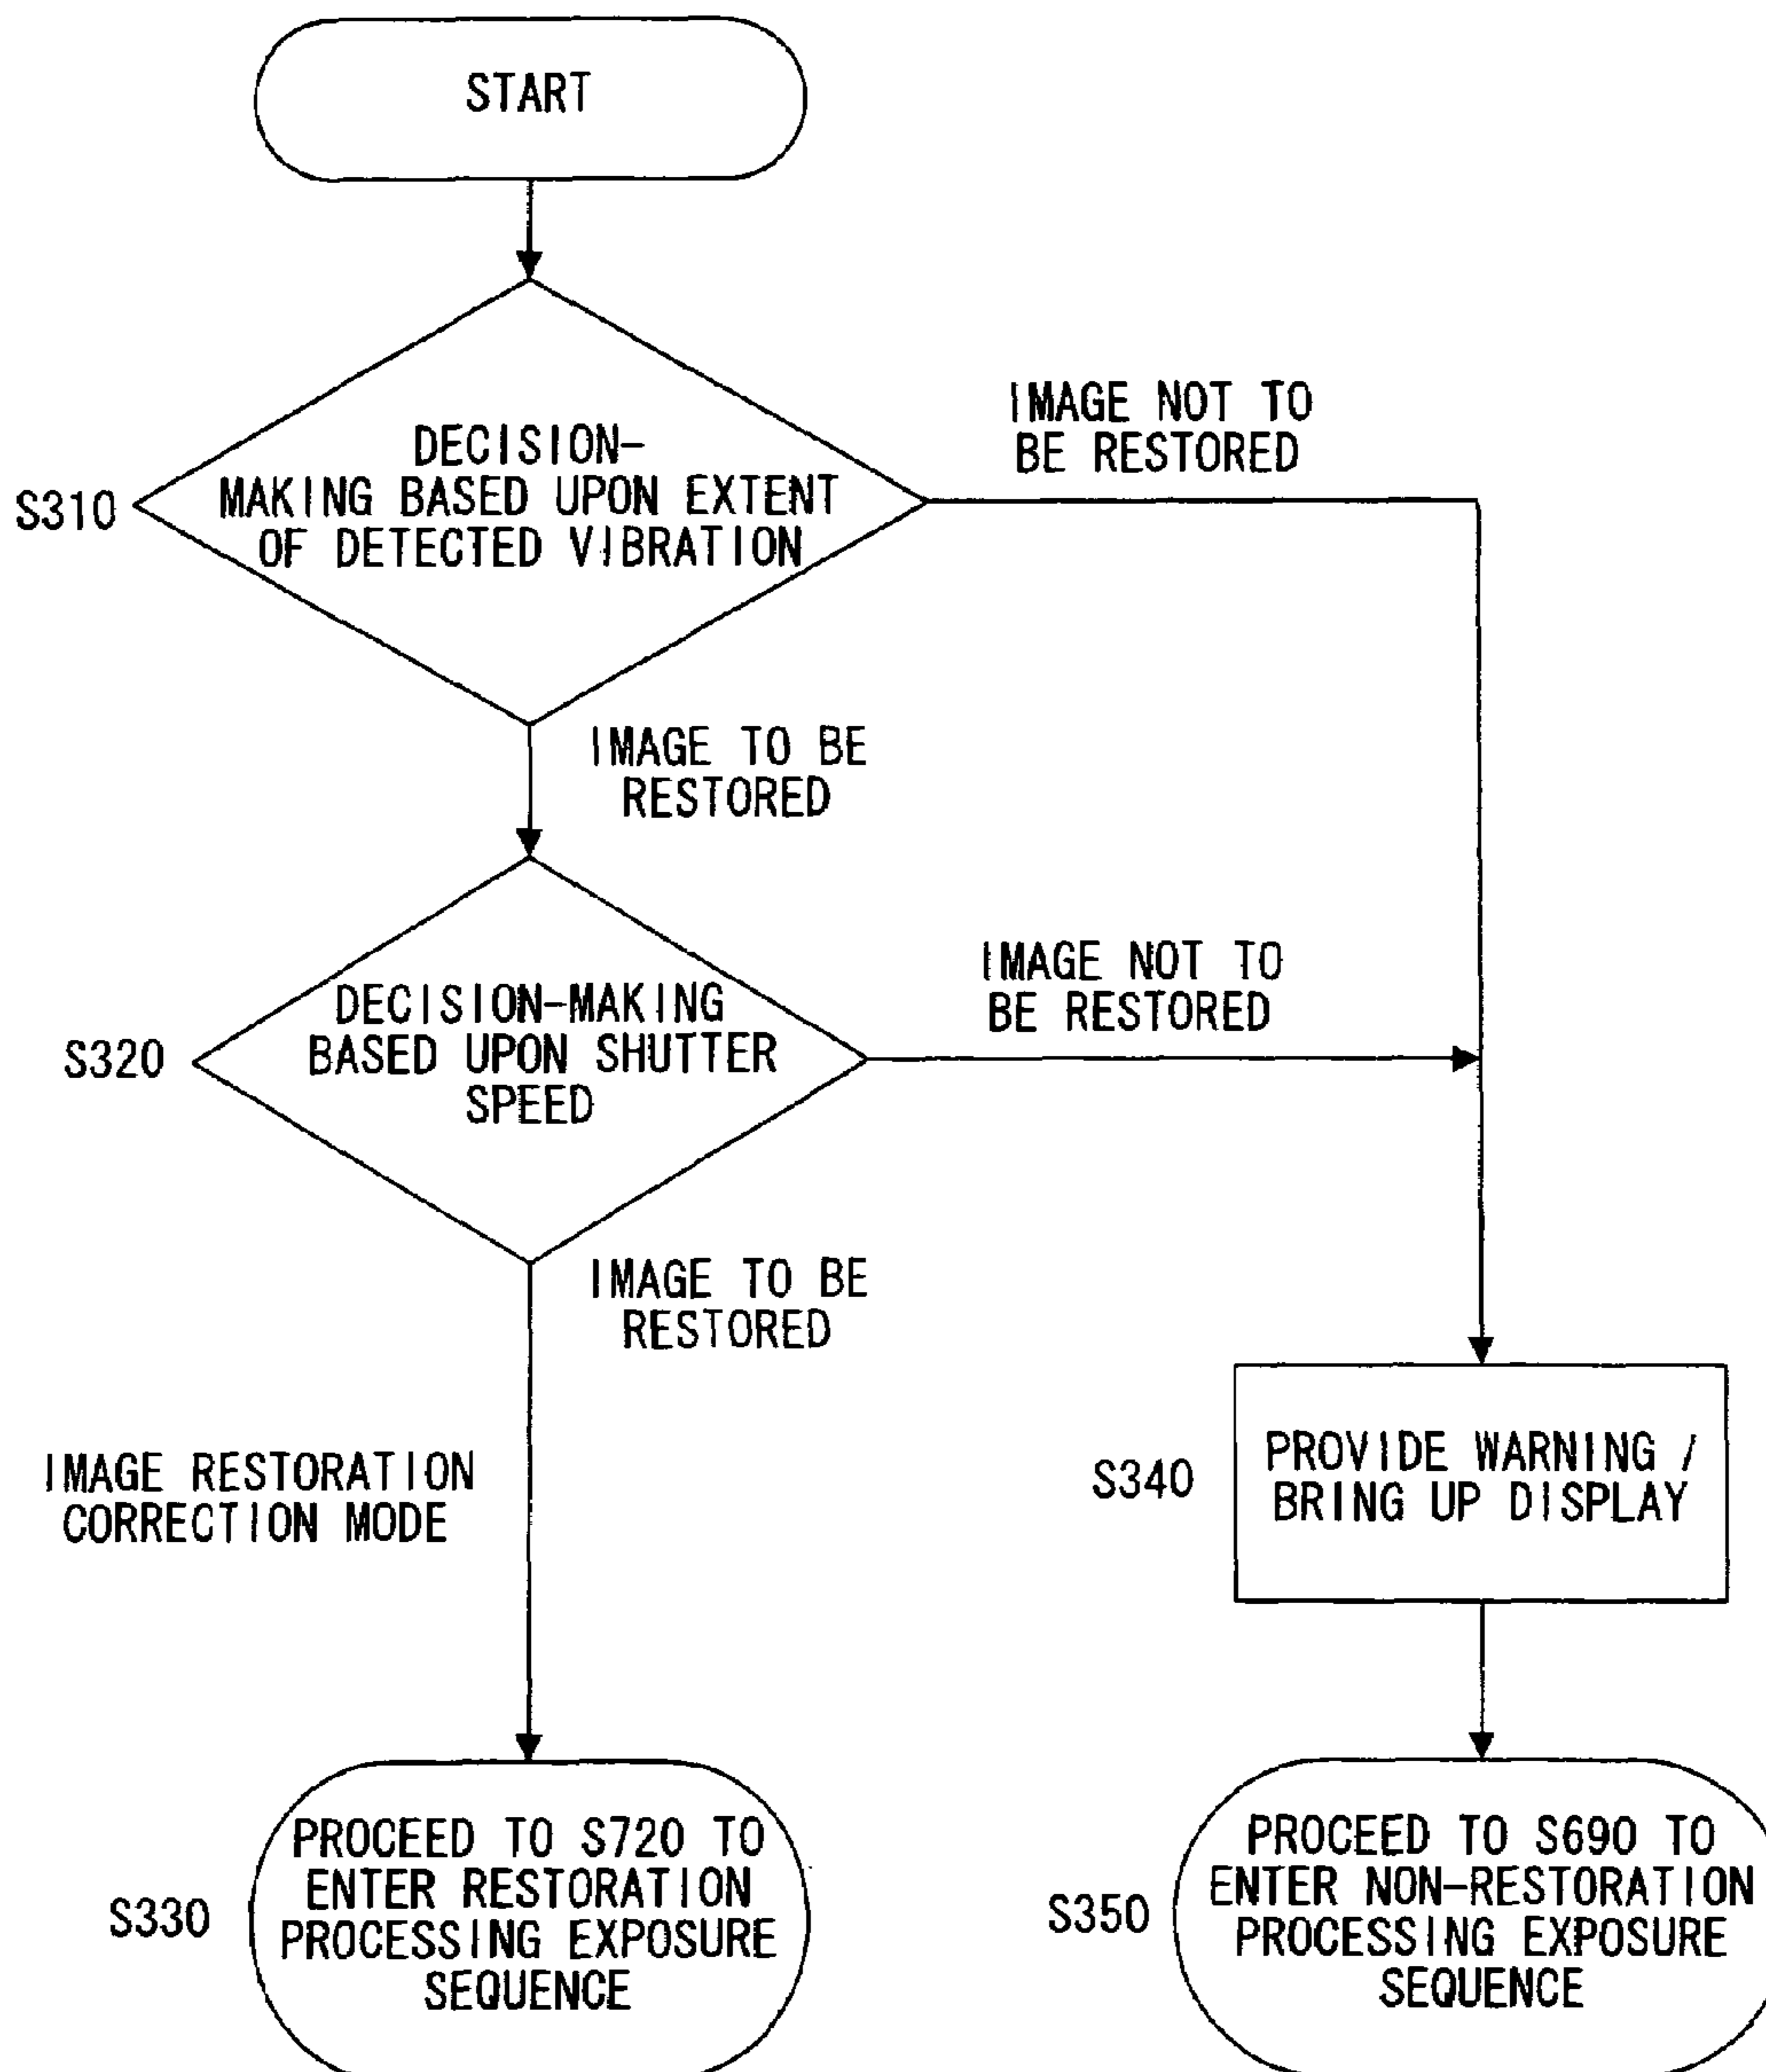 START
S310
DECISION-
MAKING BASED UPON EXTENT
OF DETECTED VIBRATION
IMAGE NOT TO
BE RESTORED
IMAGE TO BE
RESTORED
S320
DECISION-MAKING
BASED UPON SHUTTER
SPEED
IMAGE NOT TO
BE RESTORED
IMAGE TO BE
RESTORED
IMAGE RESTORATION
CORRECTION MODE
S340
PROVIDE WARNING /
BRING UP DISPLAY
S330
PROCEED TO S720 TO
ENTER RESTORATION
PROCESSING EXPOSURE
SEQUENCE
S350
PROCEED TO S690 TO
ENTER NON-RESTORATION
PROCESSING EXPOSURE
SEQUENCE